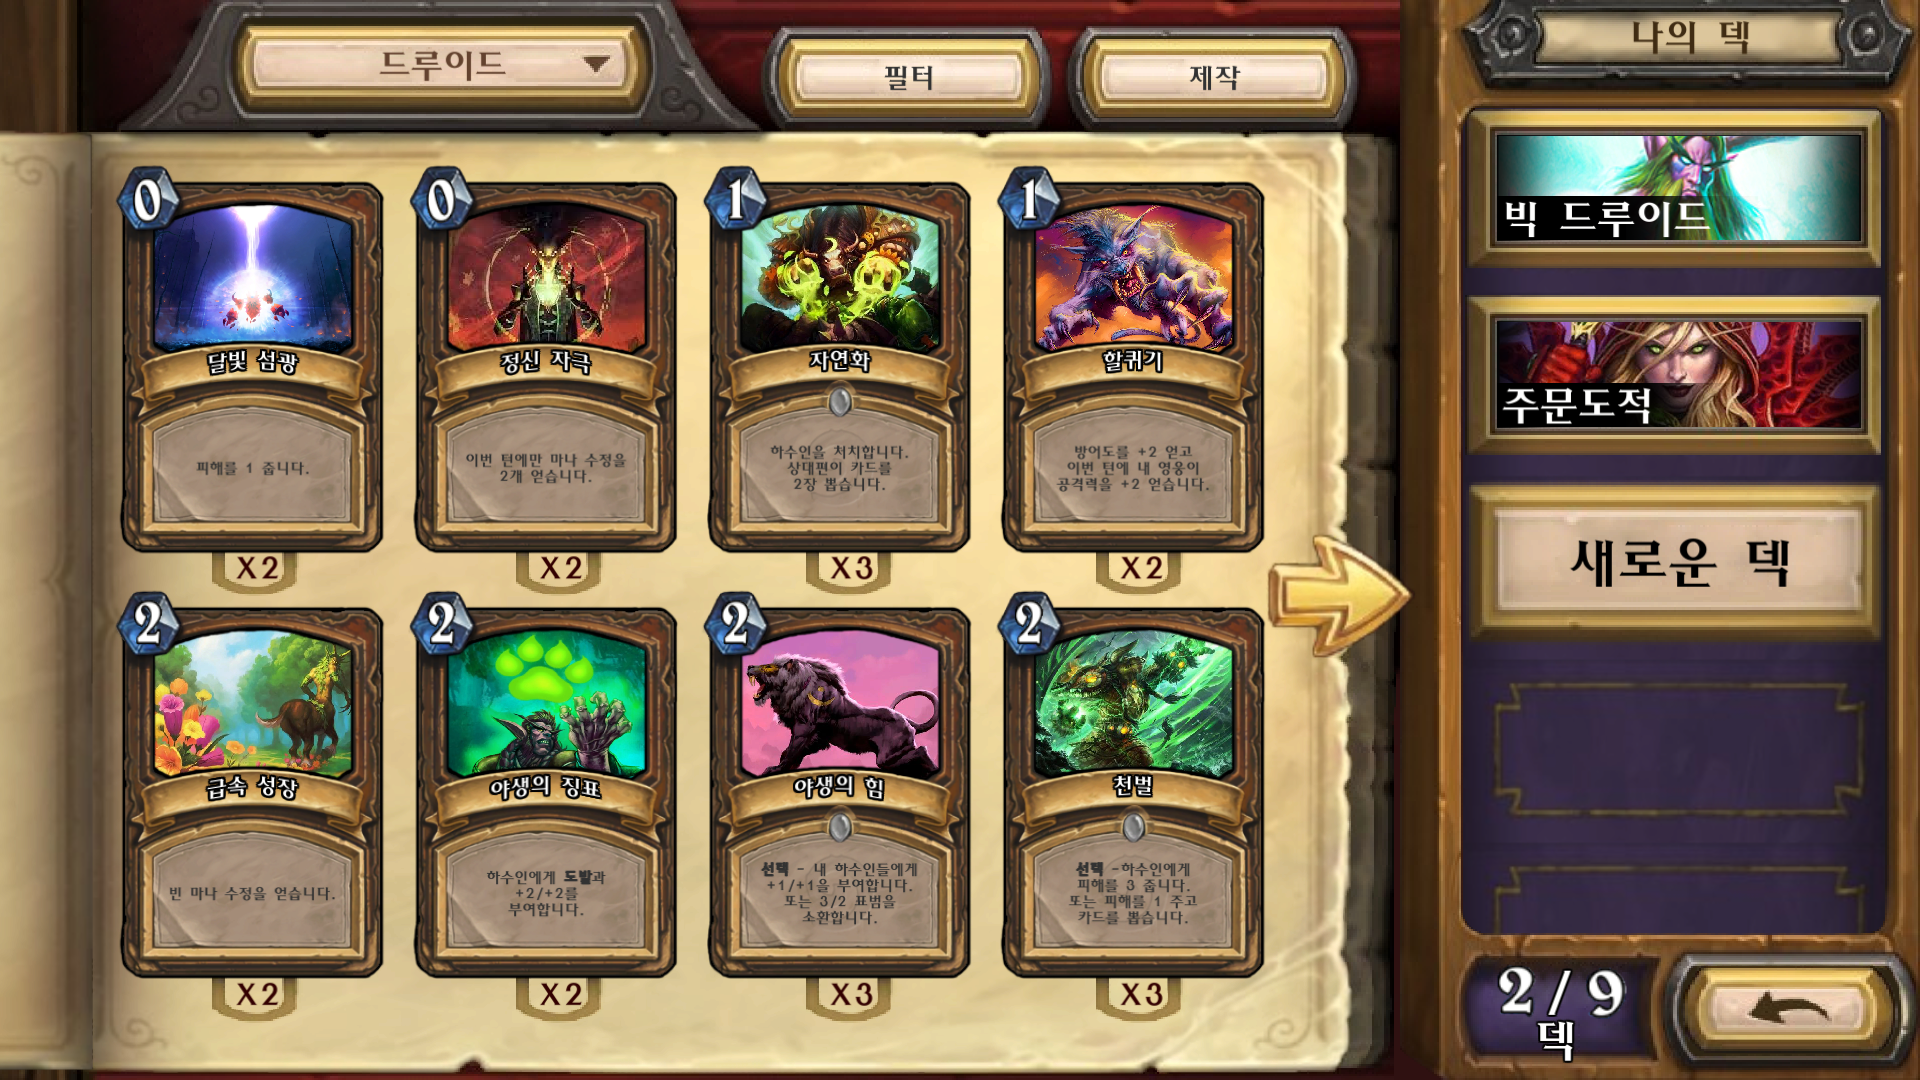 드루이드
필터
제작
나의 덱
0
달빛 섬광
피해를 1 줍니다.
X2
0
정신 자극
이번 턴에만 마나 수정을
2개 얻습니다.
X2
1
자연화
하수인을 처치합니다.
상대편이 카드를
2장 뽑습니다.
X3
1
할퀴기
방어도를 +2 얻고
이번 턴에 내 영웅이
공격력을 +2 얻습니다.
X2
2
급속 성장
빈 마나 수정을 얻습니다.
X2
2
야생의 징표
하수인에게 도발과
+2/+2를
부여합니다.
X2
2
야생의 힘
선택 - 내 하수인들에게
+1/+1을 부여합니다.
또는 3/2 표범을
소환합니다.
X3
2
천벌
선택 -하수인에게
피해를 3 줍니다.
또는 피해를 1 주고
카드를 뽑습니다.
X3
빅 드루이드
주문도적
새로운 덱
2/9
덱